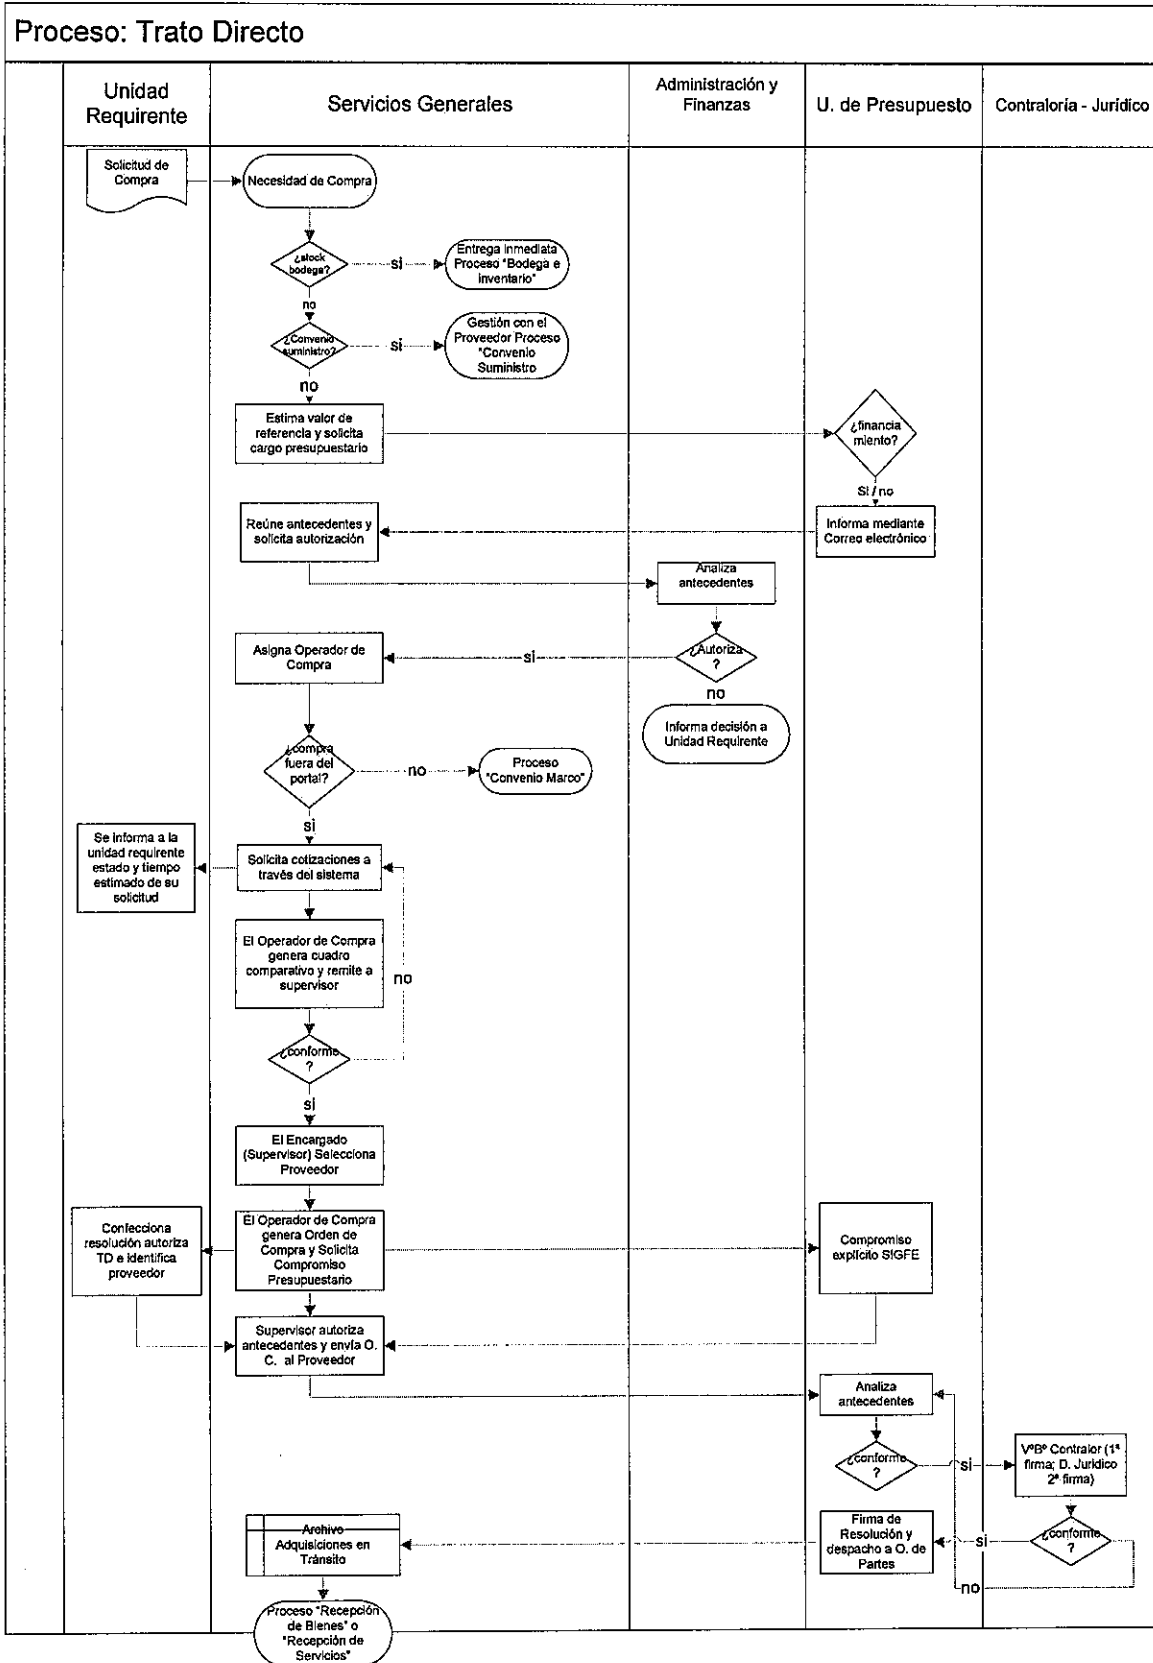 Proceso: Trato Directo
Unidad
Requirente
Servicios Generales
Administración y
Finanzas
U. de Presupuesto
Contraloría - Jurídico
Solicitud de
Compra
Necesidad de Compra
¿stock
bodega?
si
Entrega Inmediata
Proceso "Bodega e
inventario"
no
¿Convenio
suministro?
si
Gestión con el
Proveedor Proceso
"Convenio
Suministro
no
Estima valor de
referencia y solicita
cargo presupuestario
¿financia
miento?
Si / no
Reúne antecedentes y
solicita autorización
Informa mediante
Correo electrónico
Analiza
antecedentes
Asigna Operador de
Compra
si
¿Autoriza
?
no
Informa decisión a
Unidad Requirente
¿compra
fuera del
portal?
no
Proceso
"Convenio Marco"
si
Se informa a la
unidad requirente
estado y tiempo
estimado de su
solicitud
Solicita cotizaciones a
través del sistema
El Operador de Compra
genera cuadro
comparativo y remite a
supervisor
no
¿conforme
?
si
El Encargado
(Supervisor) Selecciona
Proveedor
Confecciona
resolución autoriza
TD e identifica
proveedor
El Operador de Compra
genera Orden de
Compra y Solicita
Compromiso
Presupuestario
Compromiso
explícito SIGFE
Supervisor autoriza
antecedentes y envía O.
C. al Proveedor
Analiza
antecedentes
¿conforme
?
si
VºBº Contralor (1ª
firma; D. Jurídico
2ª firma)
Archivo
Adquisiciones en
Tránsito
Firma de
Resolución y
despacho a O. de
Partes
si
¿conforme
?
no
Proceso "Recepción
de Bienes" o
"Recepción de
Servicios"